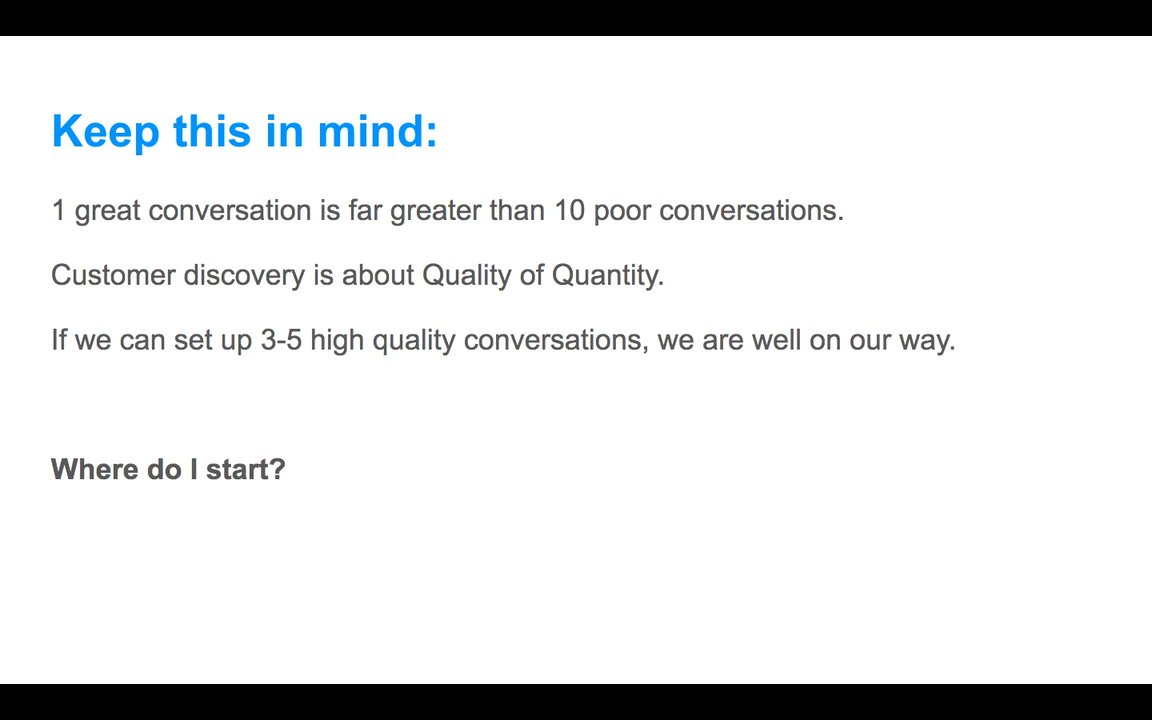 Keep this in mind:
1 great conversation is far greater than 10 poor conversations.
Customer discovery is about Quality of Quantity.
If we can set up 3-5 high quality conversations, we are well on our way.
Where do I start?